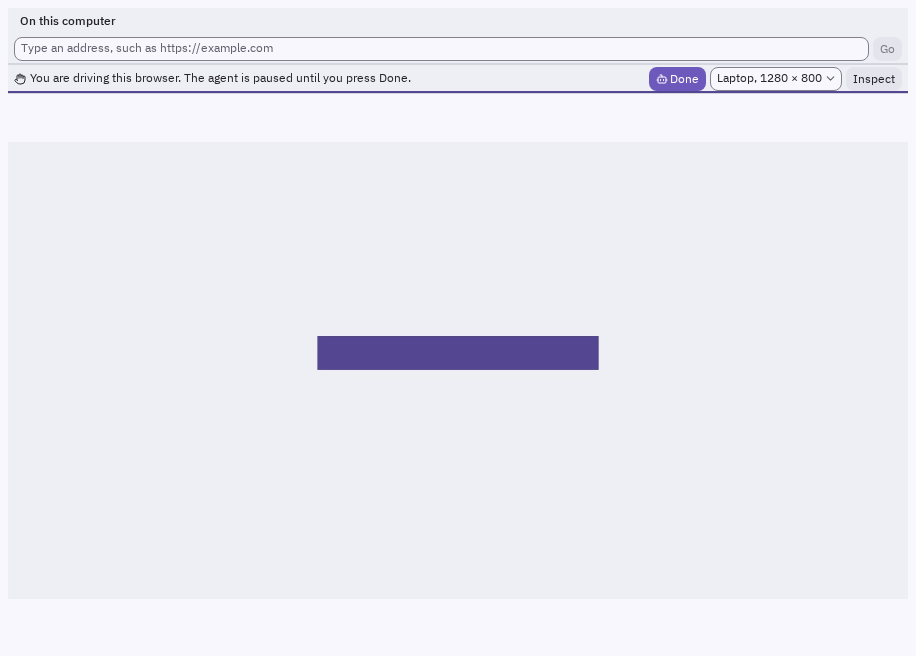 On this computer
Type an address, such as https://example.com
Go
You are driving this browser. The agent is paused until you press Done.
Done
Laptop, 1280 × 800
Inspect